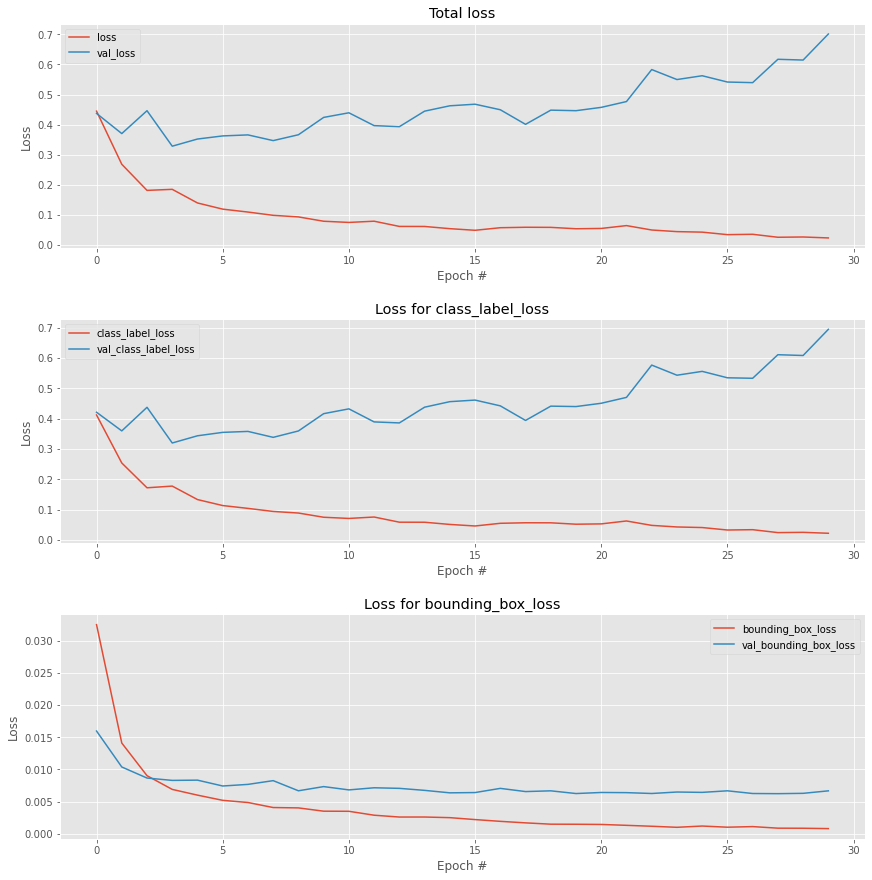 Total loss
loss
val_loss
0.7
0.6
0.5
0.4
0.3
0.2
0.1
0.0
Loss
0
5
10
15
20
25
30
Epoch #
Loss for class_label_loss
class_label_loss
val_class_label_loss
0.7
0.6
0.5
0.4
0.3
0.2
0.1
0.0
Loss
0
5
10
15
20
25
30
Epoch #
Loss for bounding_box_loss
bounding_box_loss
val_bounding_box_loss
0.030
0.025
0.020
0.015
0.010
0.005
0.000
Loss
0
5
10
15
20
25
30
Epoch #